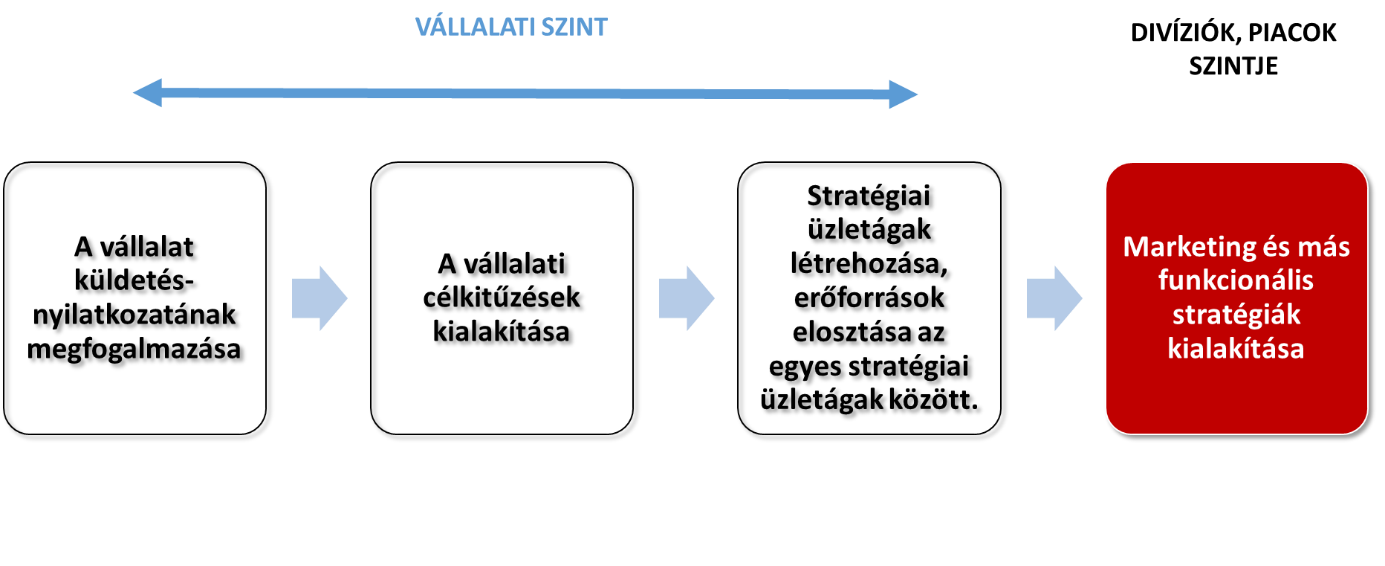 VÁLLALATI SZINT
DIVÍZIÓK, PIACOK
SZINTJE
A vállalat
küldetés-
nyilatkozatának
megfogalmazása
A vállalati
célkitűzések
kialakítása
Stratégiai
üzletágak
létrehozása,
erőforrások
elosztása az
egyes stratégiai
üzletágak között.
Marketing és más
funkcionális
stratégiák
kialakítása